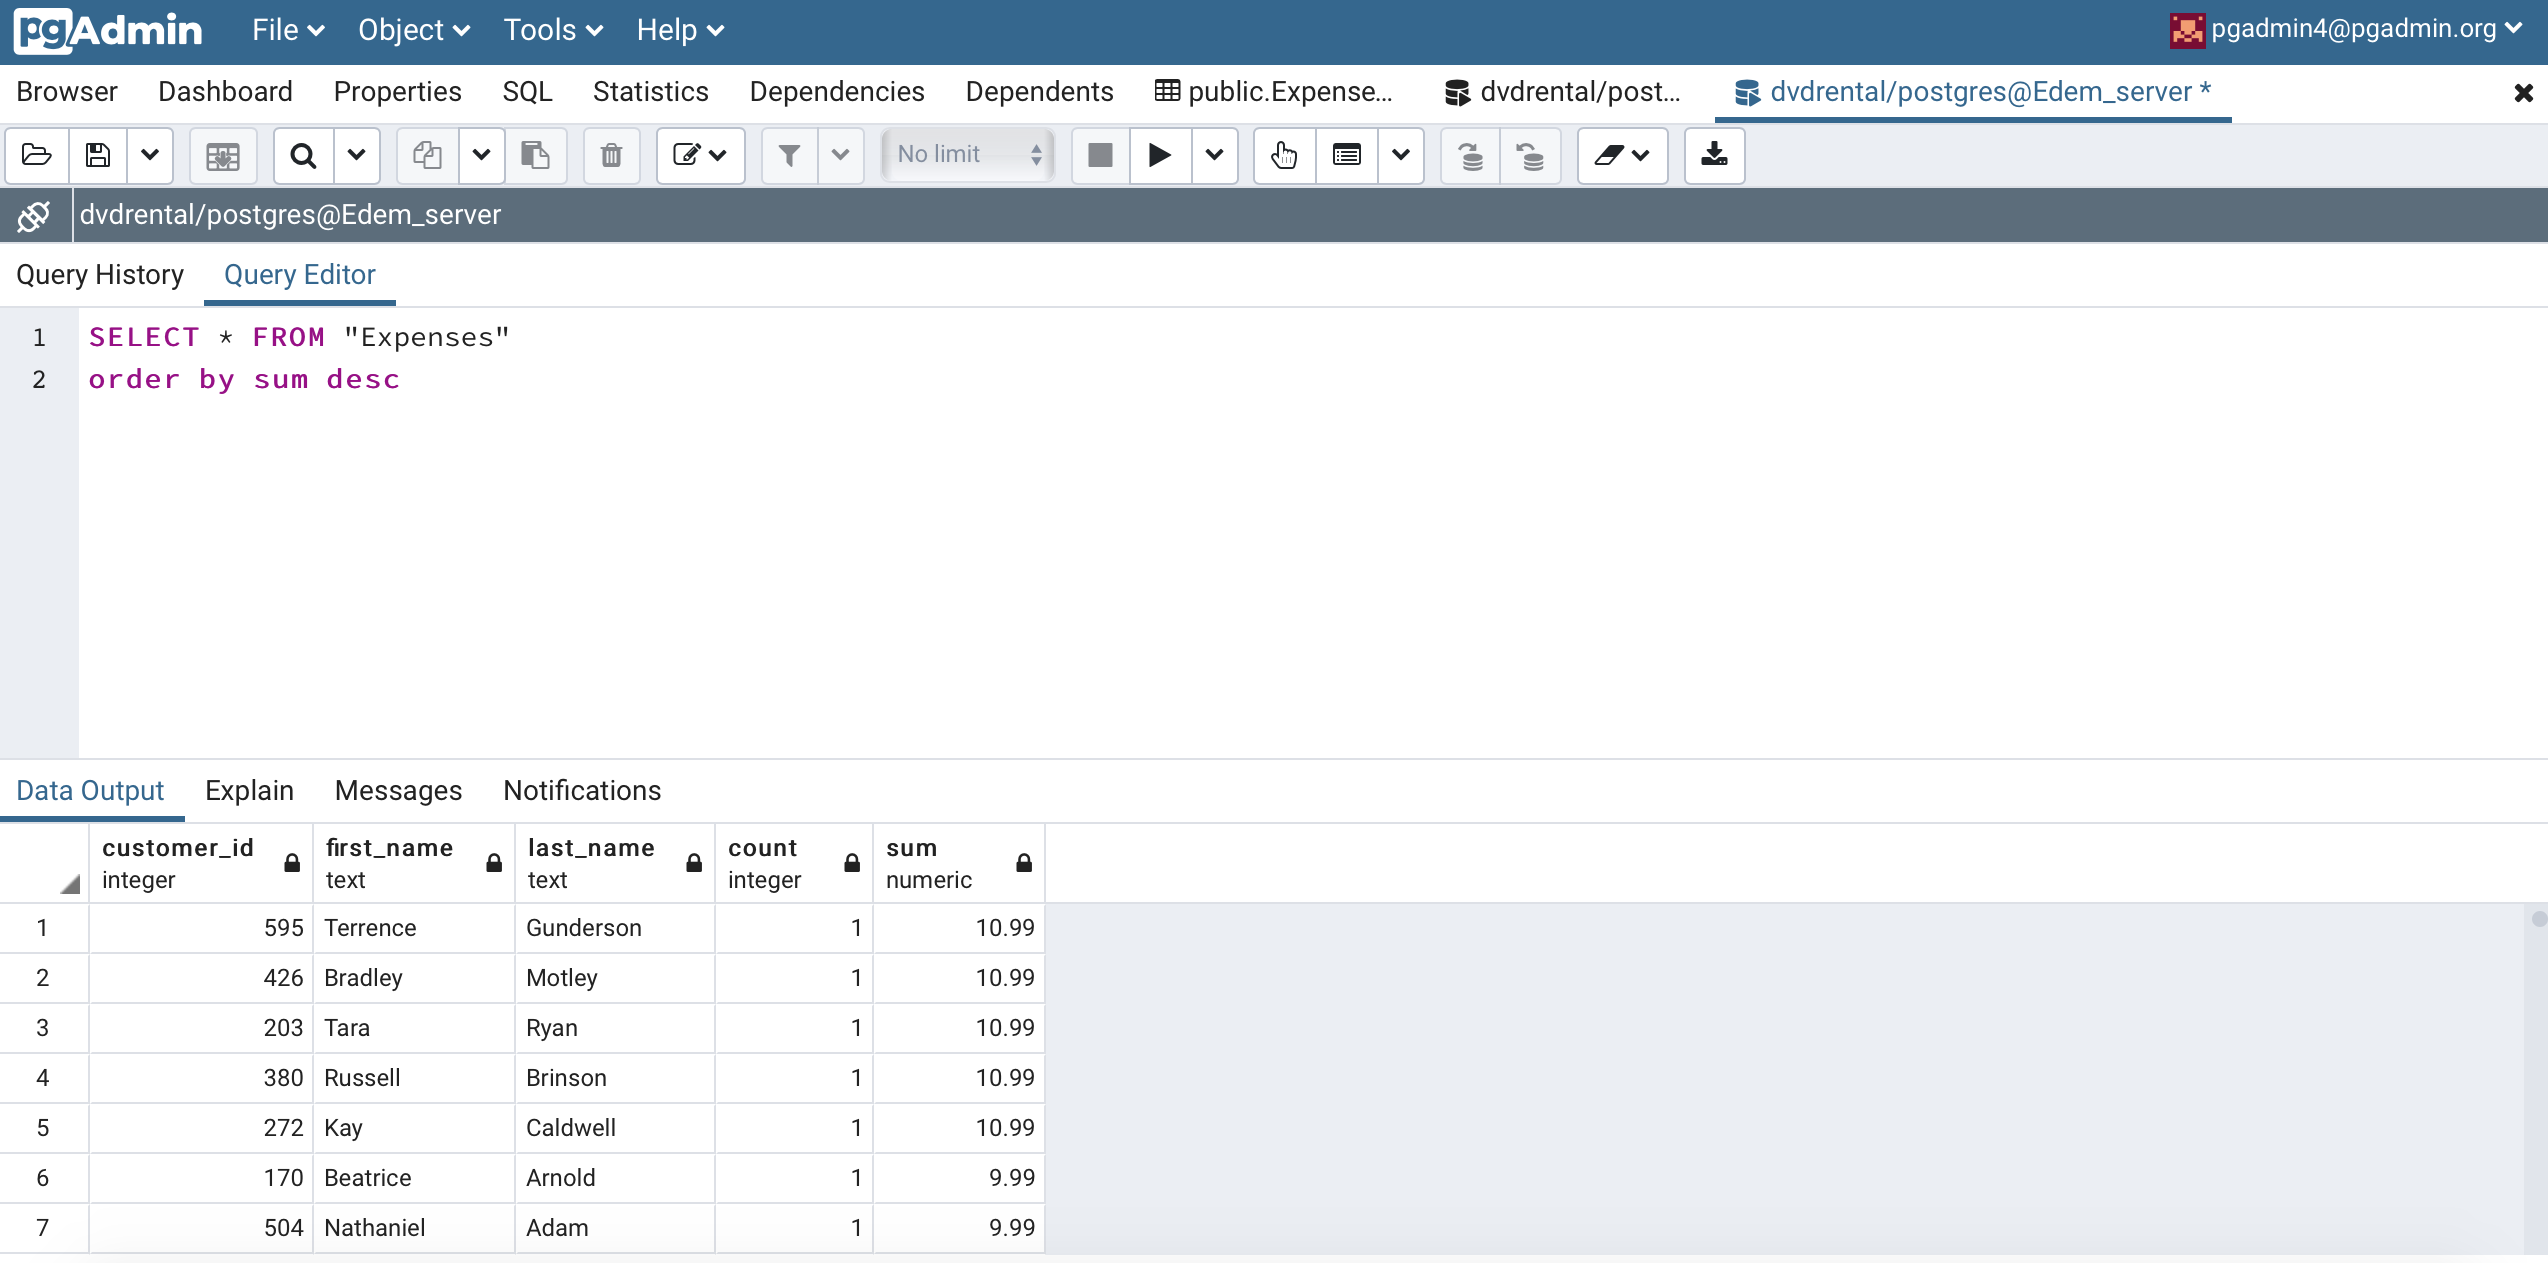 pgAdmin File Object Tools Help pgadmin4@pgadmin.org
Browser Dashboard Properties SQL Statistics Dependencies Dependents public.Expense... dvdrental/post... dvdrental/postgres@Edem_server *
No limit
dvdrental/postgres@Edem_server
Query History Query Editor
1 SELECT * FROM "Expenses"
2 order by sum desc
Data Output Explain Messages Notifications
customer_id first_name last_name count sum
integer text text integer numeric
1 595 Terrence Gunderson 1 10.99
2 426 Bradley Motley 1 10.99
3 203 Tara Ryan 1 10.99
4 380 Russell Brinson 1 10.99
5 272 Kay Caldwell 1 10.99
6 170 Beatrice Arnold 1 9.99
7 504 Nathaniel Adam 1 9.99